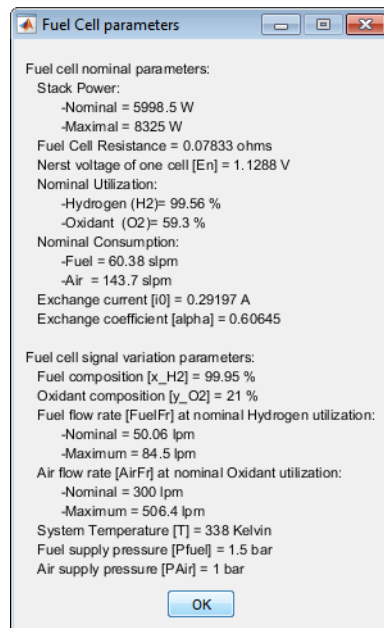 Fuel Cell parameters
Fuel cell nominal parameters:
Stack Power:
-Nominal = 5998.5 W
-Maximal = 8325 W
Fuel Cell Resistance = 0.07833 ohms
Nerst voltage of one cell [En] = 1.1288 V
Nominal Utilization:
-Hydrogen (H2)= 99.56 %
-Oxidant (O2)= 59.3 %
Nominal Consumption:
-Fuel = 60.38 slpm
-Air = 143.7 slpm
Exchange current [i0] = 0.29197 A
Exchange coefficient [alpha] = 0.60645
Fuel cell signal variation parameters:
Fuel composition [x_H2] = 99.95 %
Oxidant composition [y_O2] = 21 %
Fuel flow rate [FuelFr] at nominal Hydrogen utilization:
-Nominal = 50.06 lpm
-Maximum = 84.5 lpm
Air flow rate [AirFr] at nominal Oxidant utilization:
-Nominal = 300 lpm
-Maximum = 506.4 lpm
System Temperature [T] = 338 Kelvin
Fuel supply pressure [Pfuel] = 1.5 bar
Air supply pressure [PAir] = 1 bar
OK